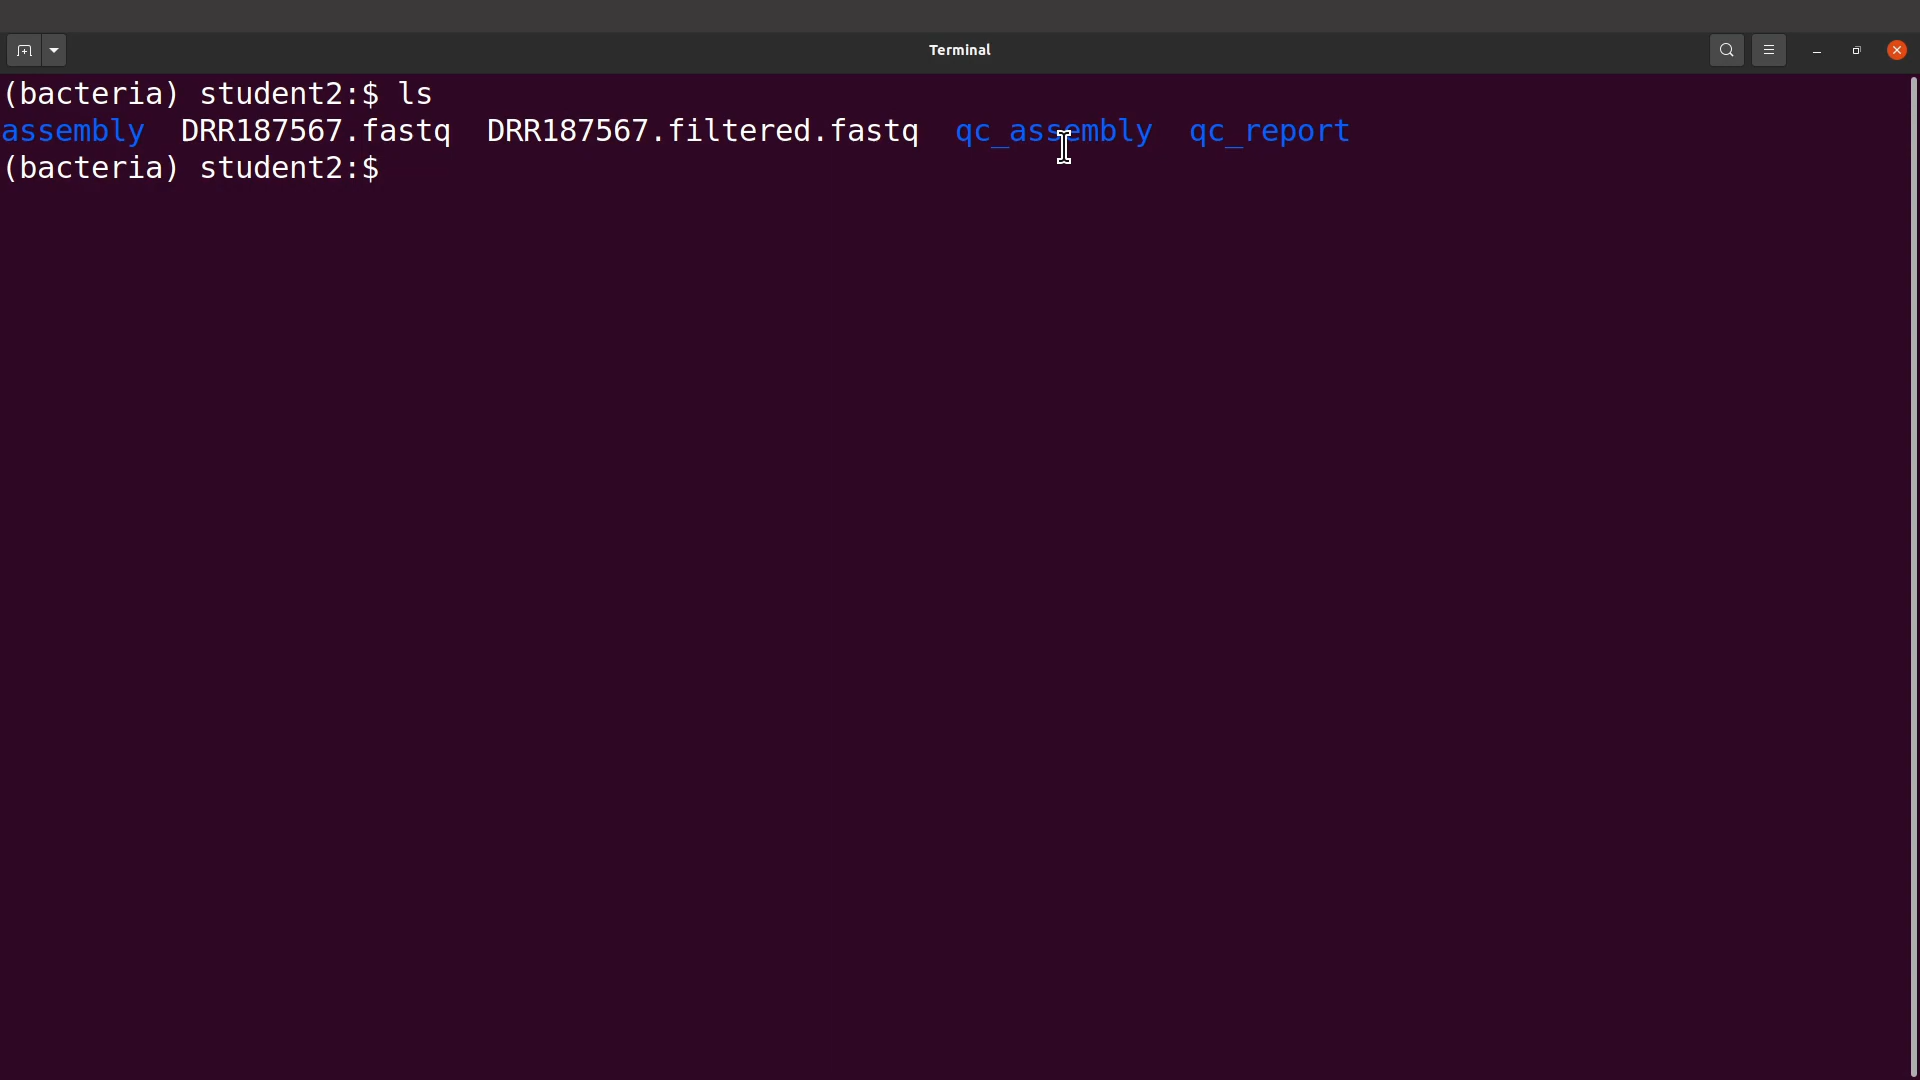 Terminal
(bacteria) student2:$ ls
assembly  DRR187567.fastq  DRR187567.filtered.fastq  qc_assembly  qc_report
(bacteria) student2:$